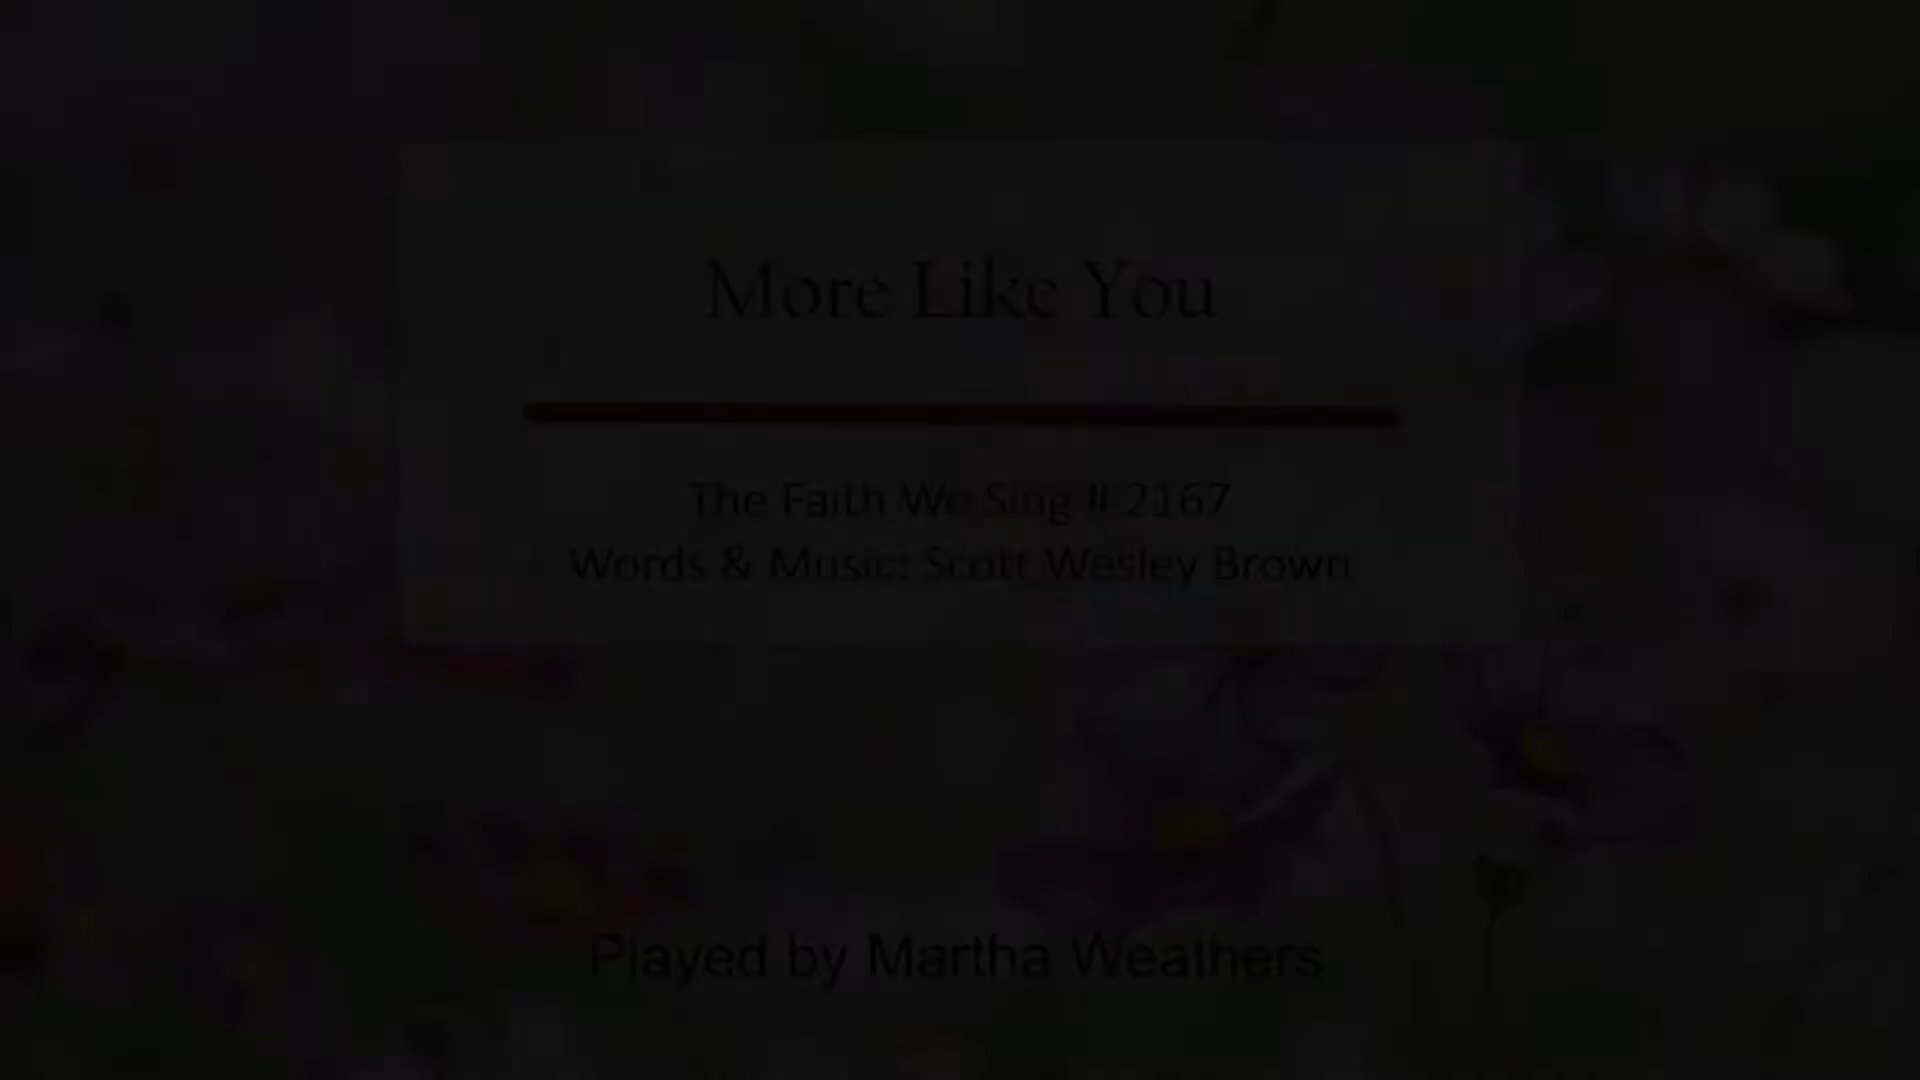 More Like You
The Faith We Sing # 2167
Words & Music: Scott Wesley Brown
Played by Martha Weathers